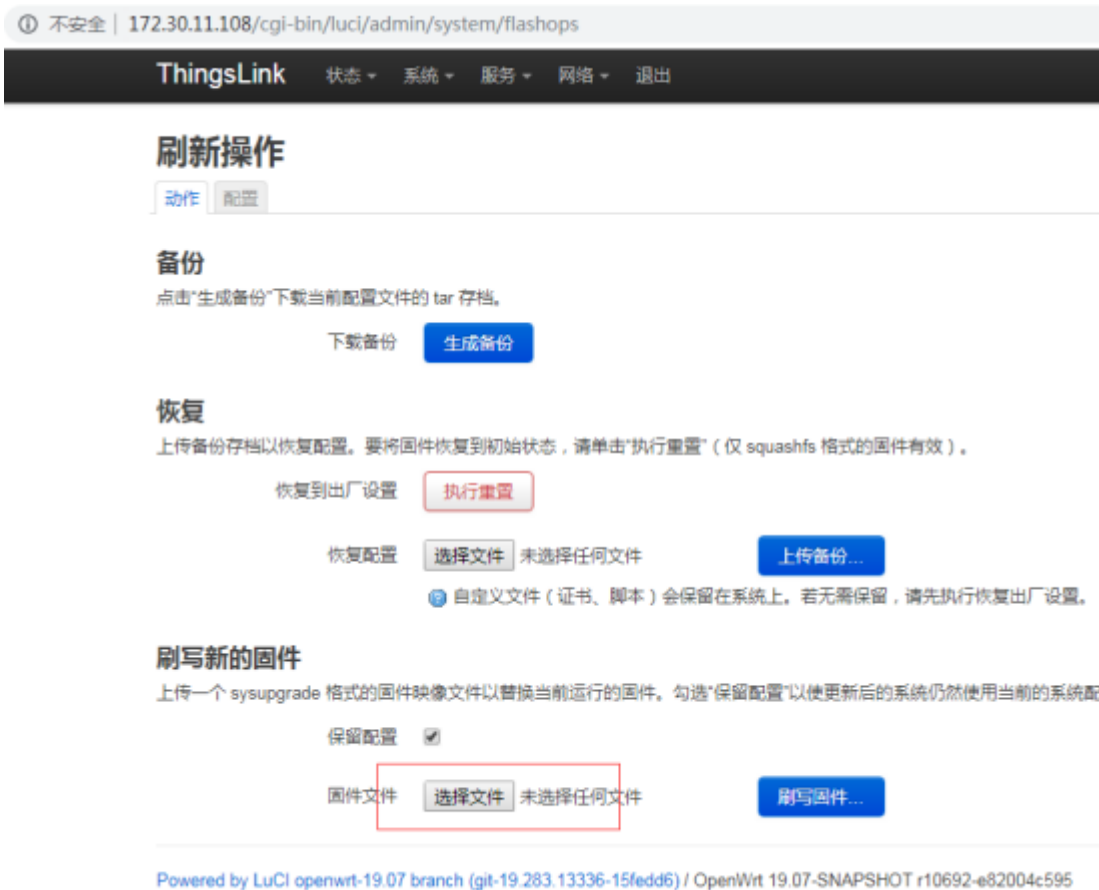 不安全 | 172.30.11.108/cgi-bin/luci/admin/system/flashops
ThingsLink 状态 系统 服务 网络 退出
刷新操作
动作 配置
备份
点击“生成备份”下载当前配置文件的 tar 存档。
下载备份 生成备份
恢复
上传备份存档以恢复配置。要将固件恢复到初始状态，请单击“执行重置”（仅 squashfs 格式的固件有效）。
恢复到出厂设置 执行重置
恢复配置 选择文件 未选择任何文件 上传备份...
自定义文件（证书、脚本）会保留在系统上。若无需保留，请先执行恢复出厂设置。
刷写新的固件
上传一个 sysupgrade 格式的固件映像文件以替换当前运行的固件。勾选“保留配置”以使更新后的系统仍然使用当前的系统配
保留配置
固件文件 选择文件 未选择任何文件 刷写固件...
Powered by LuCI openwrt-19.07 branch (git-19.283.13336-15fedd6) / OpenWrt 19.07-SNAPSHOT r10692-e82004c595